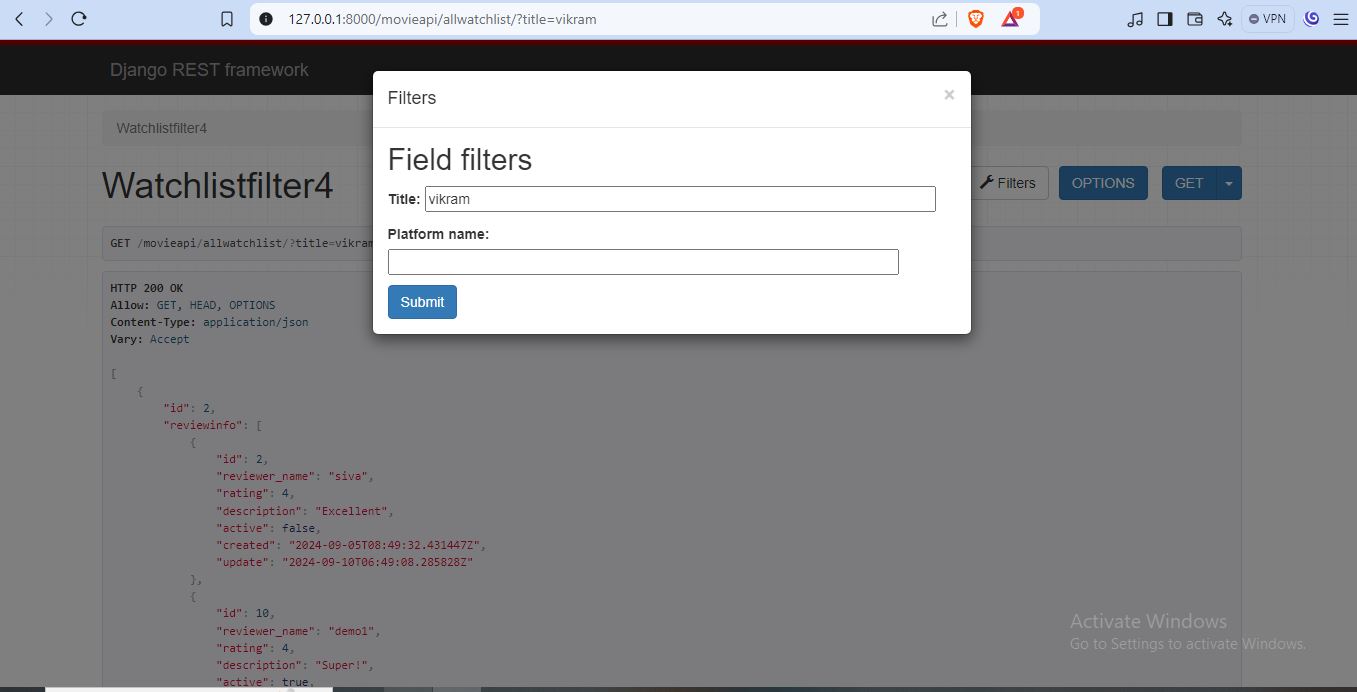 127.0.0.1:8000/movieapi/allwatchlist/?title=vikram
1
VPN
Django REST framework
Filters
×
Watchlistfilter4
Field filters
Watchlistfilter4
Filters
OPTIONS
GET
Title: vikram
Platform name:
GET /movieapi/allwatchlist/?title=vikram
Submit
HTTP 200 OK
Allow: GET, HEAD, OPTIONS
Content-Type: application/json
Vary: Accept
[
{
"id": 2,
"reviewinfo": [
{
"id": 2,
"reviewer_name": "siva",
"rating": 4,
"description": "Excellent",
"active": false,
"created": "2024-09-05T08:49:32.431447Z",
"update": "2024-09-10T06:49:08.285828Z"
},
{
"id": 10,
"reviewer_name": "demo1",
"rating": 4,
"description": "Super!",
"active": true,
Activate Windows
Go to Settings to activate Windows.